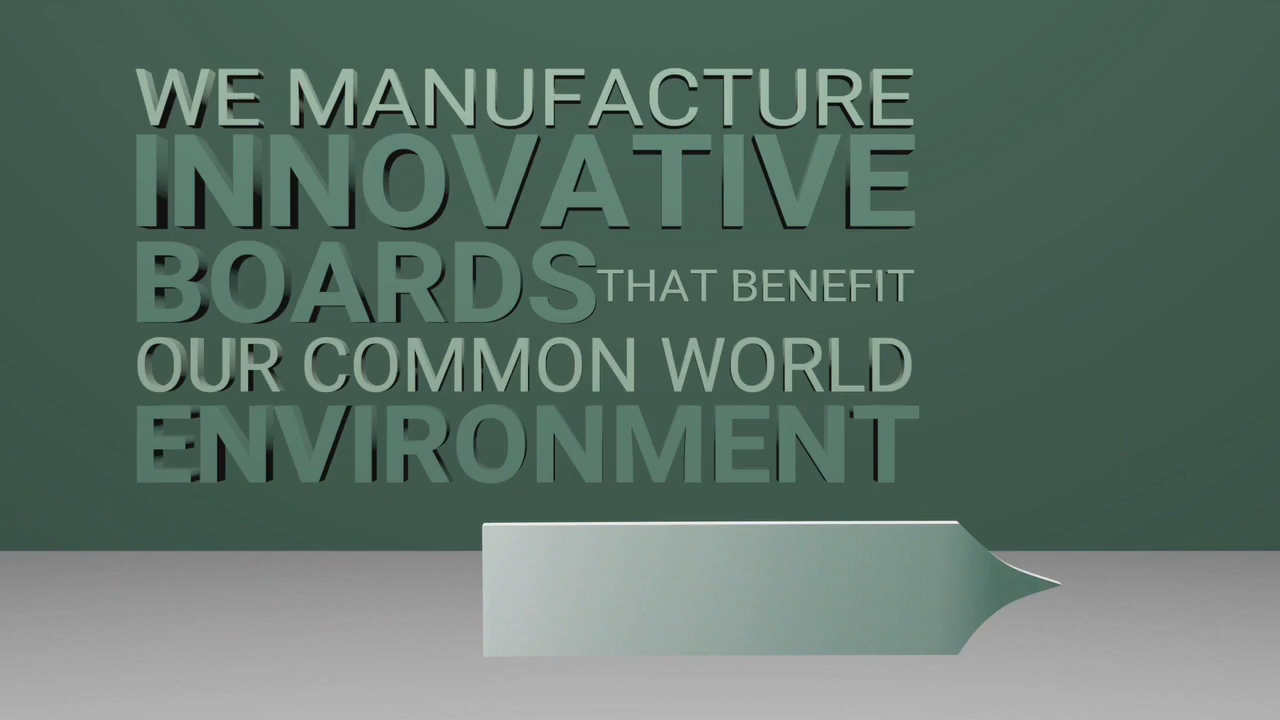 WE MANUFACTURE
INNOVATIVE
BOARDS THAT BENEFIT
OUR COMMON WORLD
ENVIRONMENT